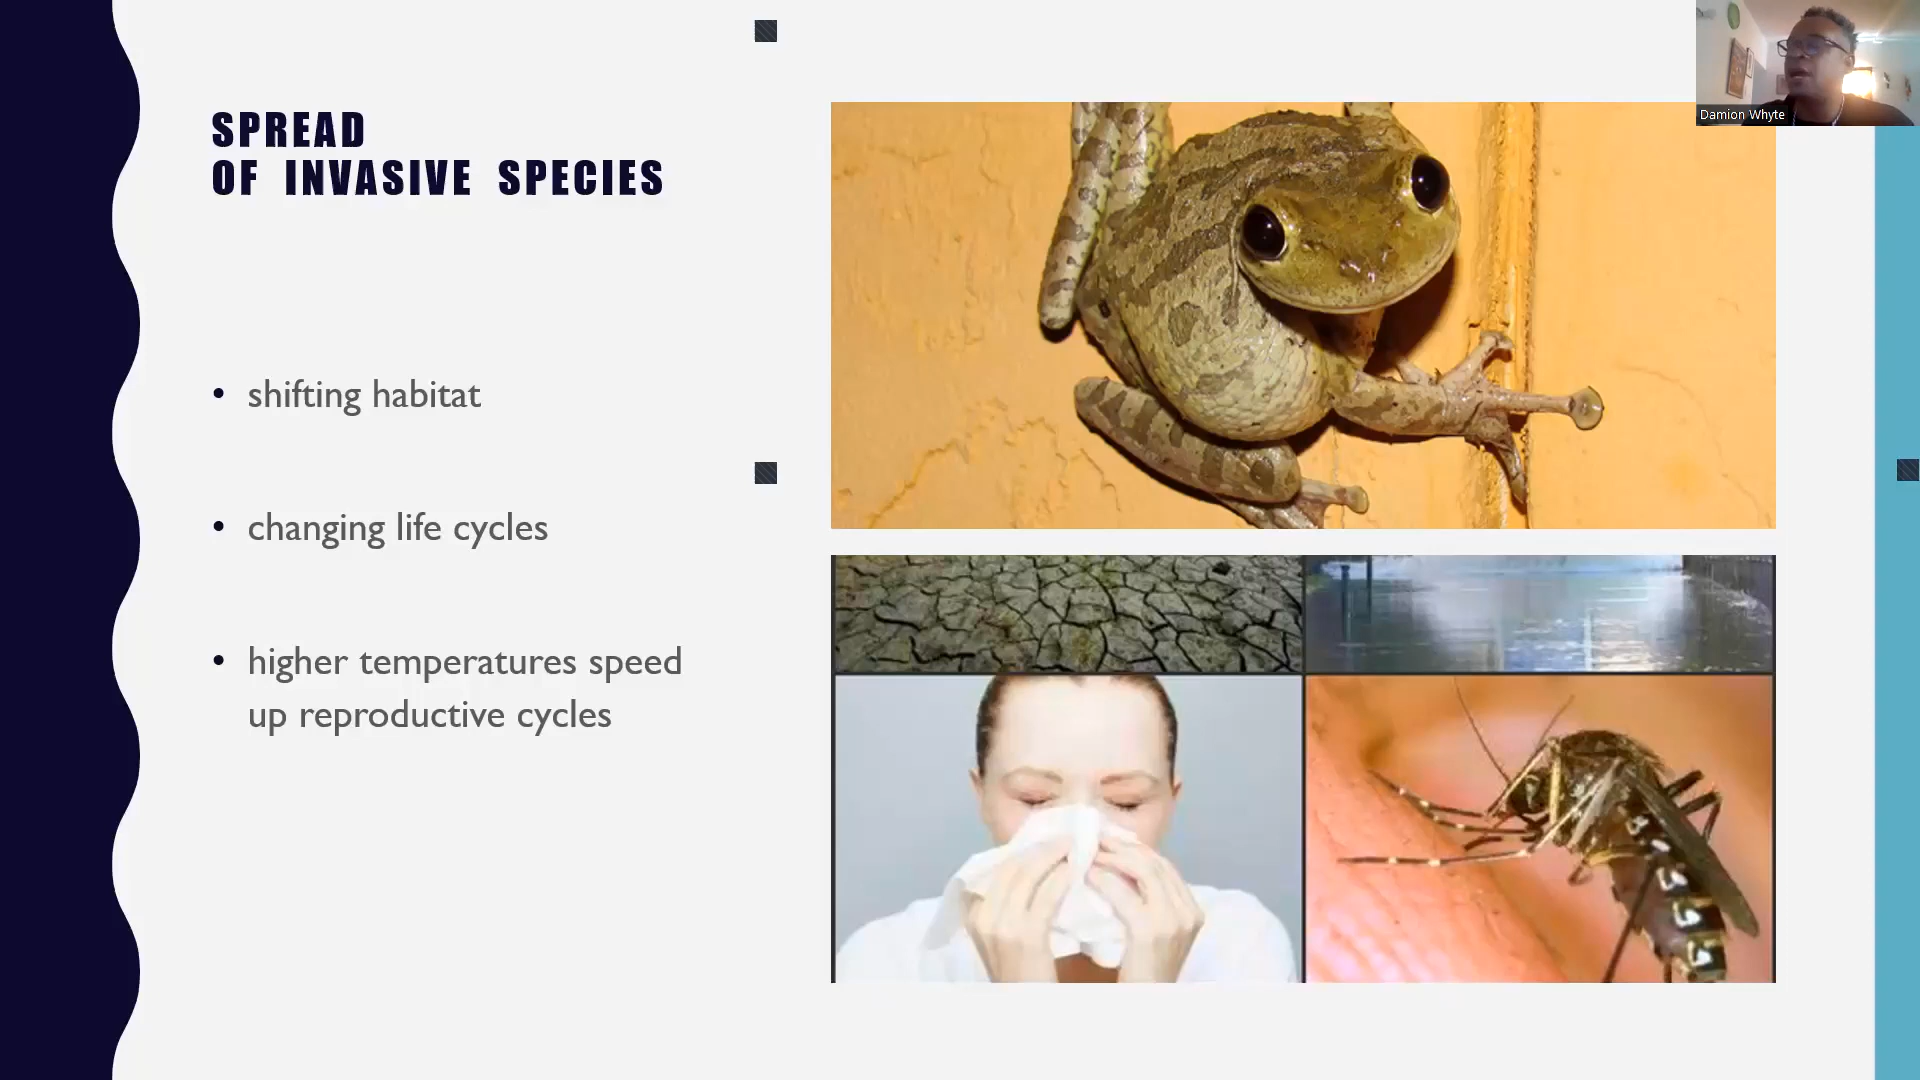 SPREAD
OF INVASIVE SPECIES
• shifting habitat
• changing life cycles
• higher temperatures speed
up reproductive cycles
Damion Whyte